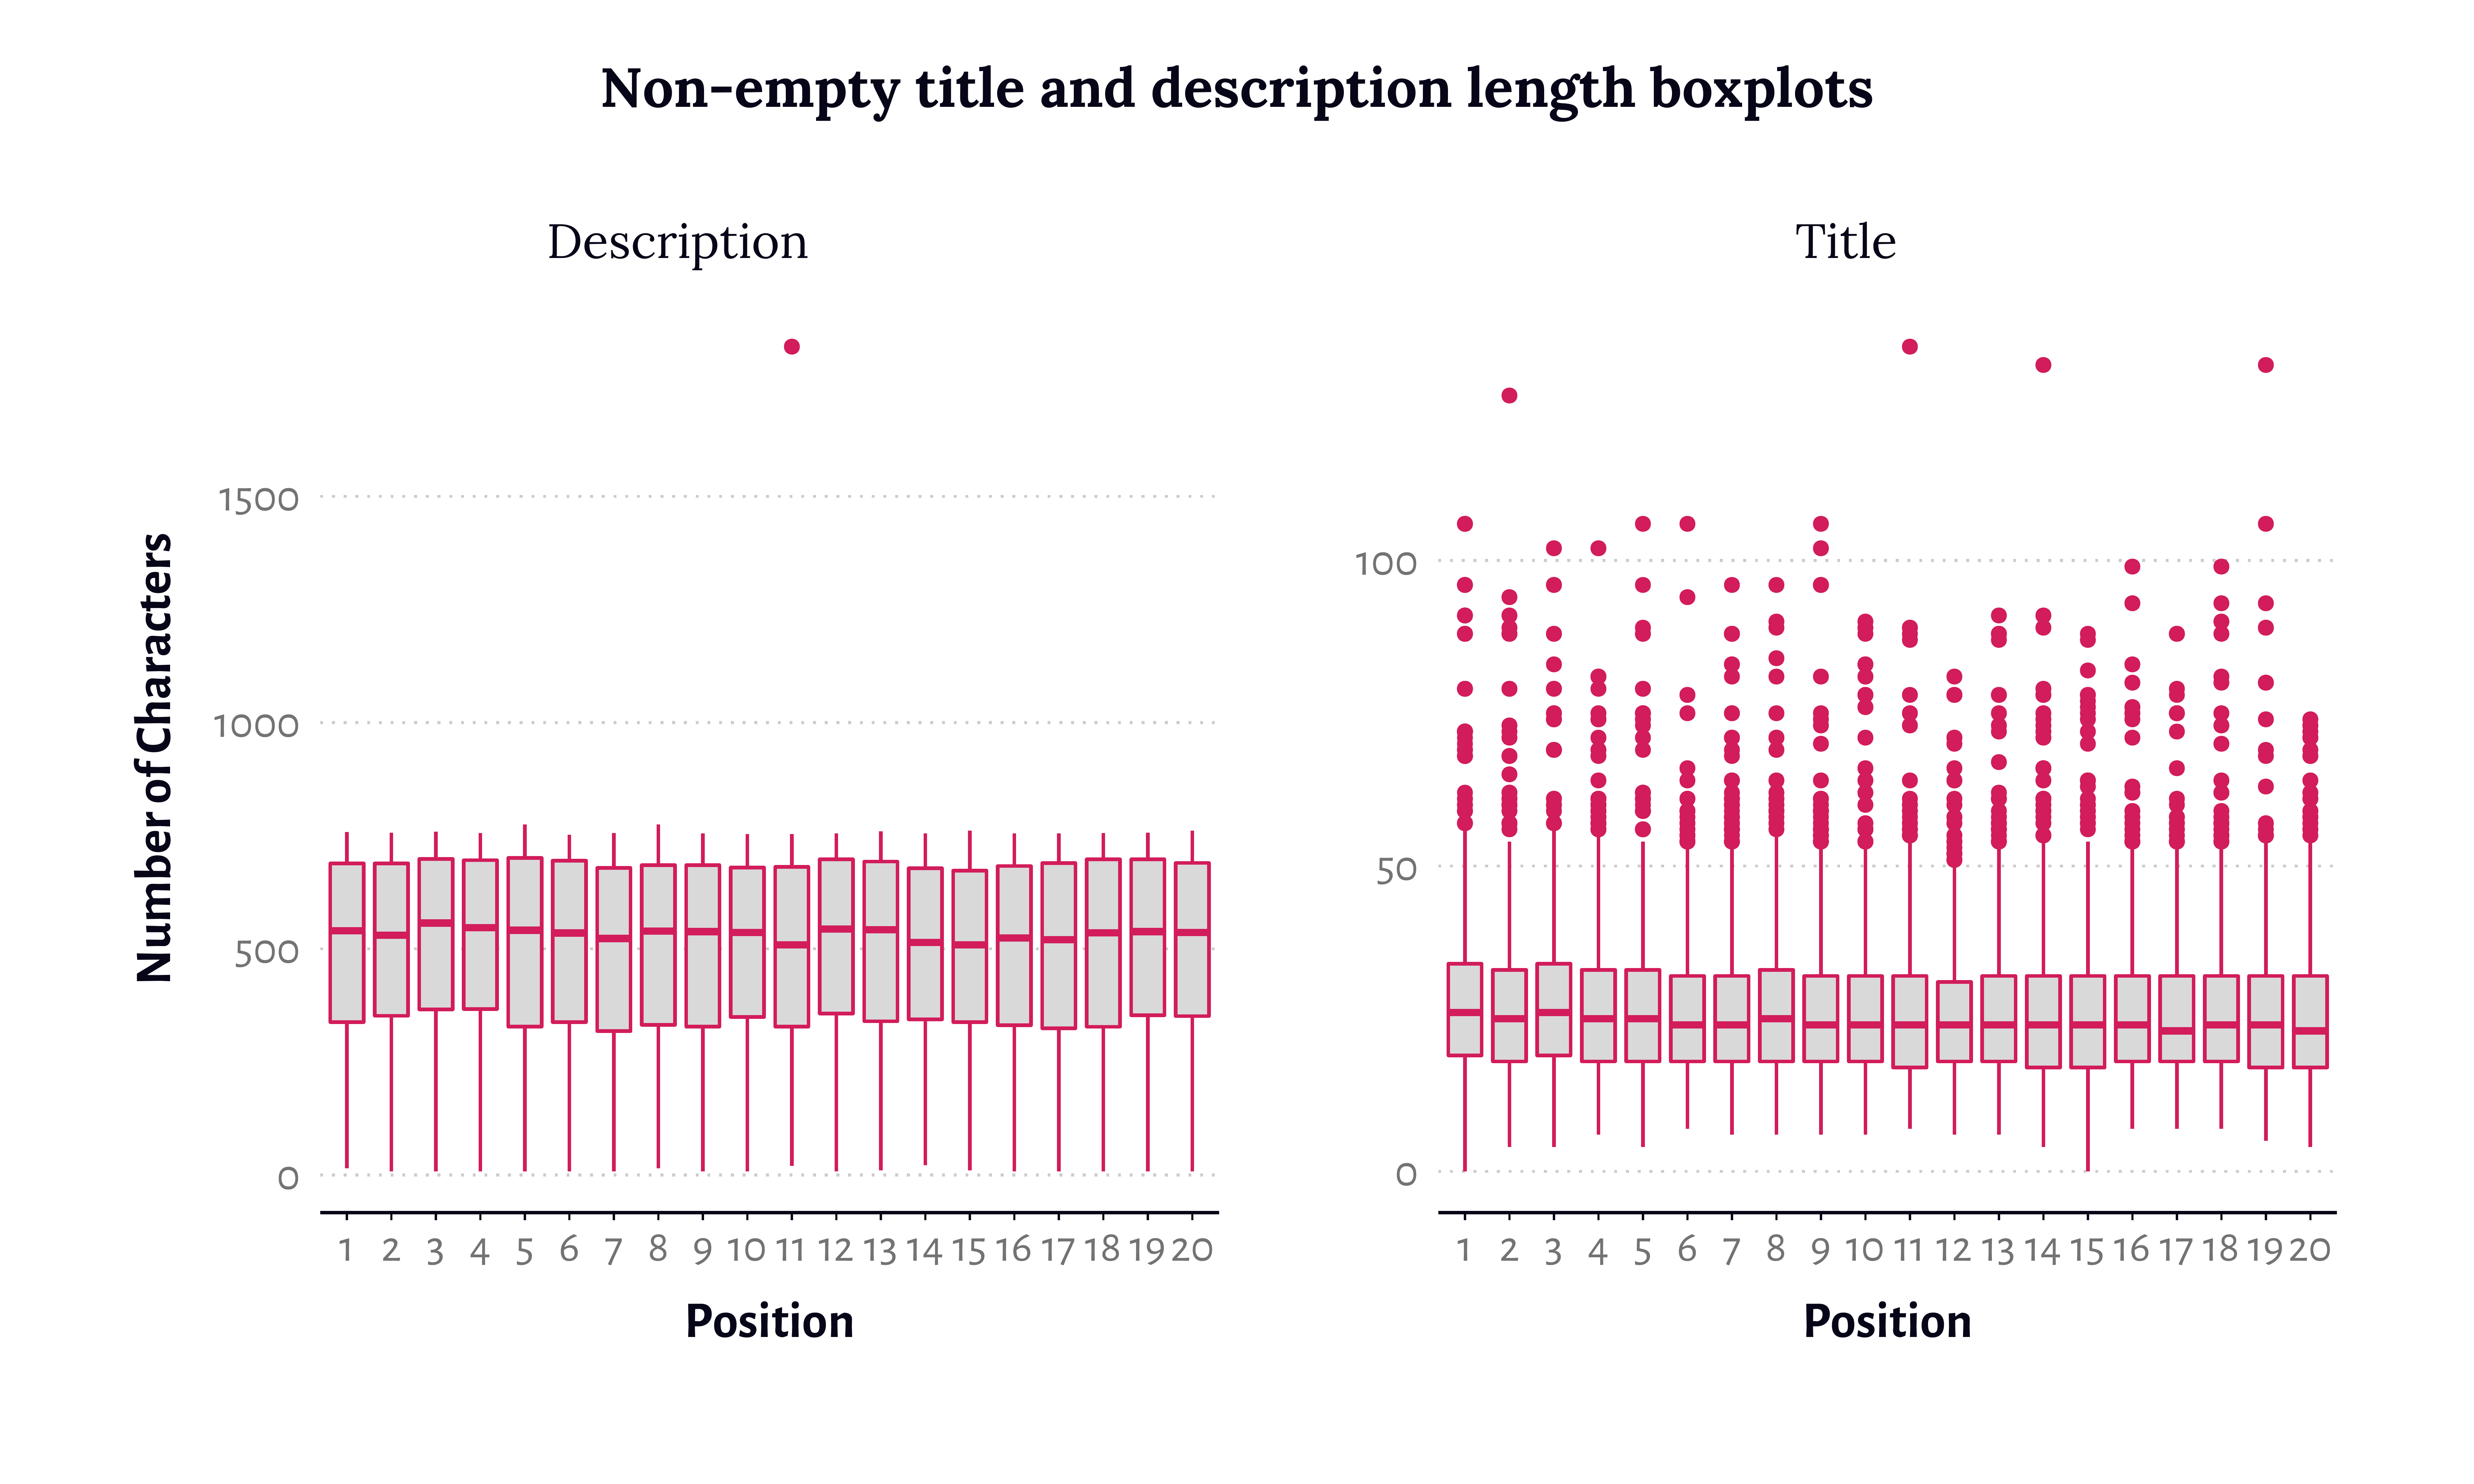 Non-empty title and description length boxplots
Description
Title
Number of Characters
1500
1000
500
0
1 2 3 4 5 6 7 8 9 10 11 12 13 14 15 16 17 18 19 20
Position
100
50
0
1 2 3 4 5 6 7 8 9 10 11 12 13 14 15 16 17 18 19 20
Position